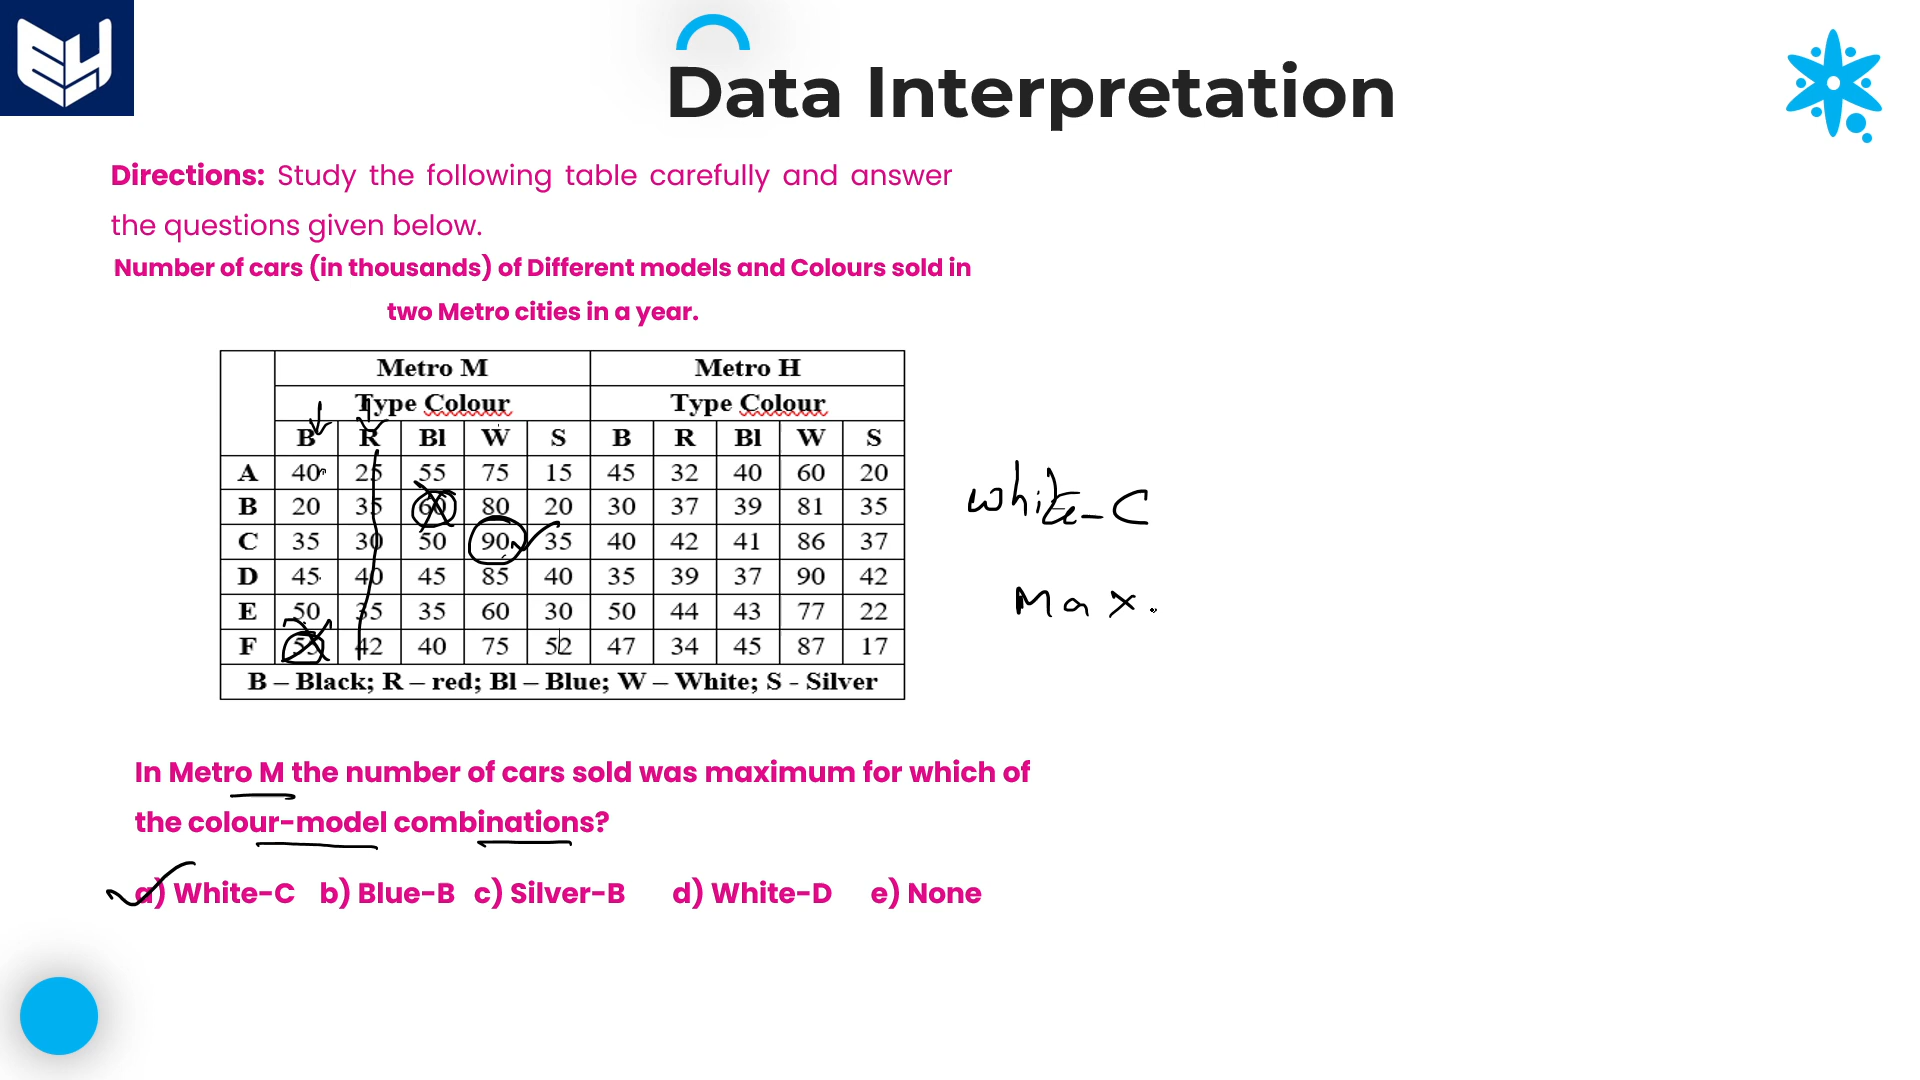 Data Interpretation
Directions: Study the following table carefully and answer
the questions given below.
Number of cars (in thousands) of Different models and Colours sold in
two Metro cities in a year.
Metro M Metro H
Type Colour Type Colour
B R Bl W S B R Bl W S
A 40 25 55 75 15 45 32 40 60 20
B 20 35 60 80 20 30 37 39 81 35
C 35 30 50 90 35 40 42 41 86 37
D 45 40 45 85 40 35 39 37 90 42
E 50 35 35 60 30 50 44 43 77 22
F 55 42 40 75 52 47 34 45 87 17
B – Black; R – red; Bl – Blue; W – White; S - Silver
White-C
Max.
In Metro M the number of cars sold was maximum for which of
the colour-model combinations?
a) White-C b) Blue-B c) Silver-B d) White-D e) None